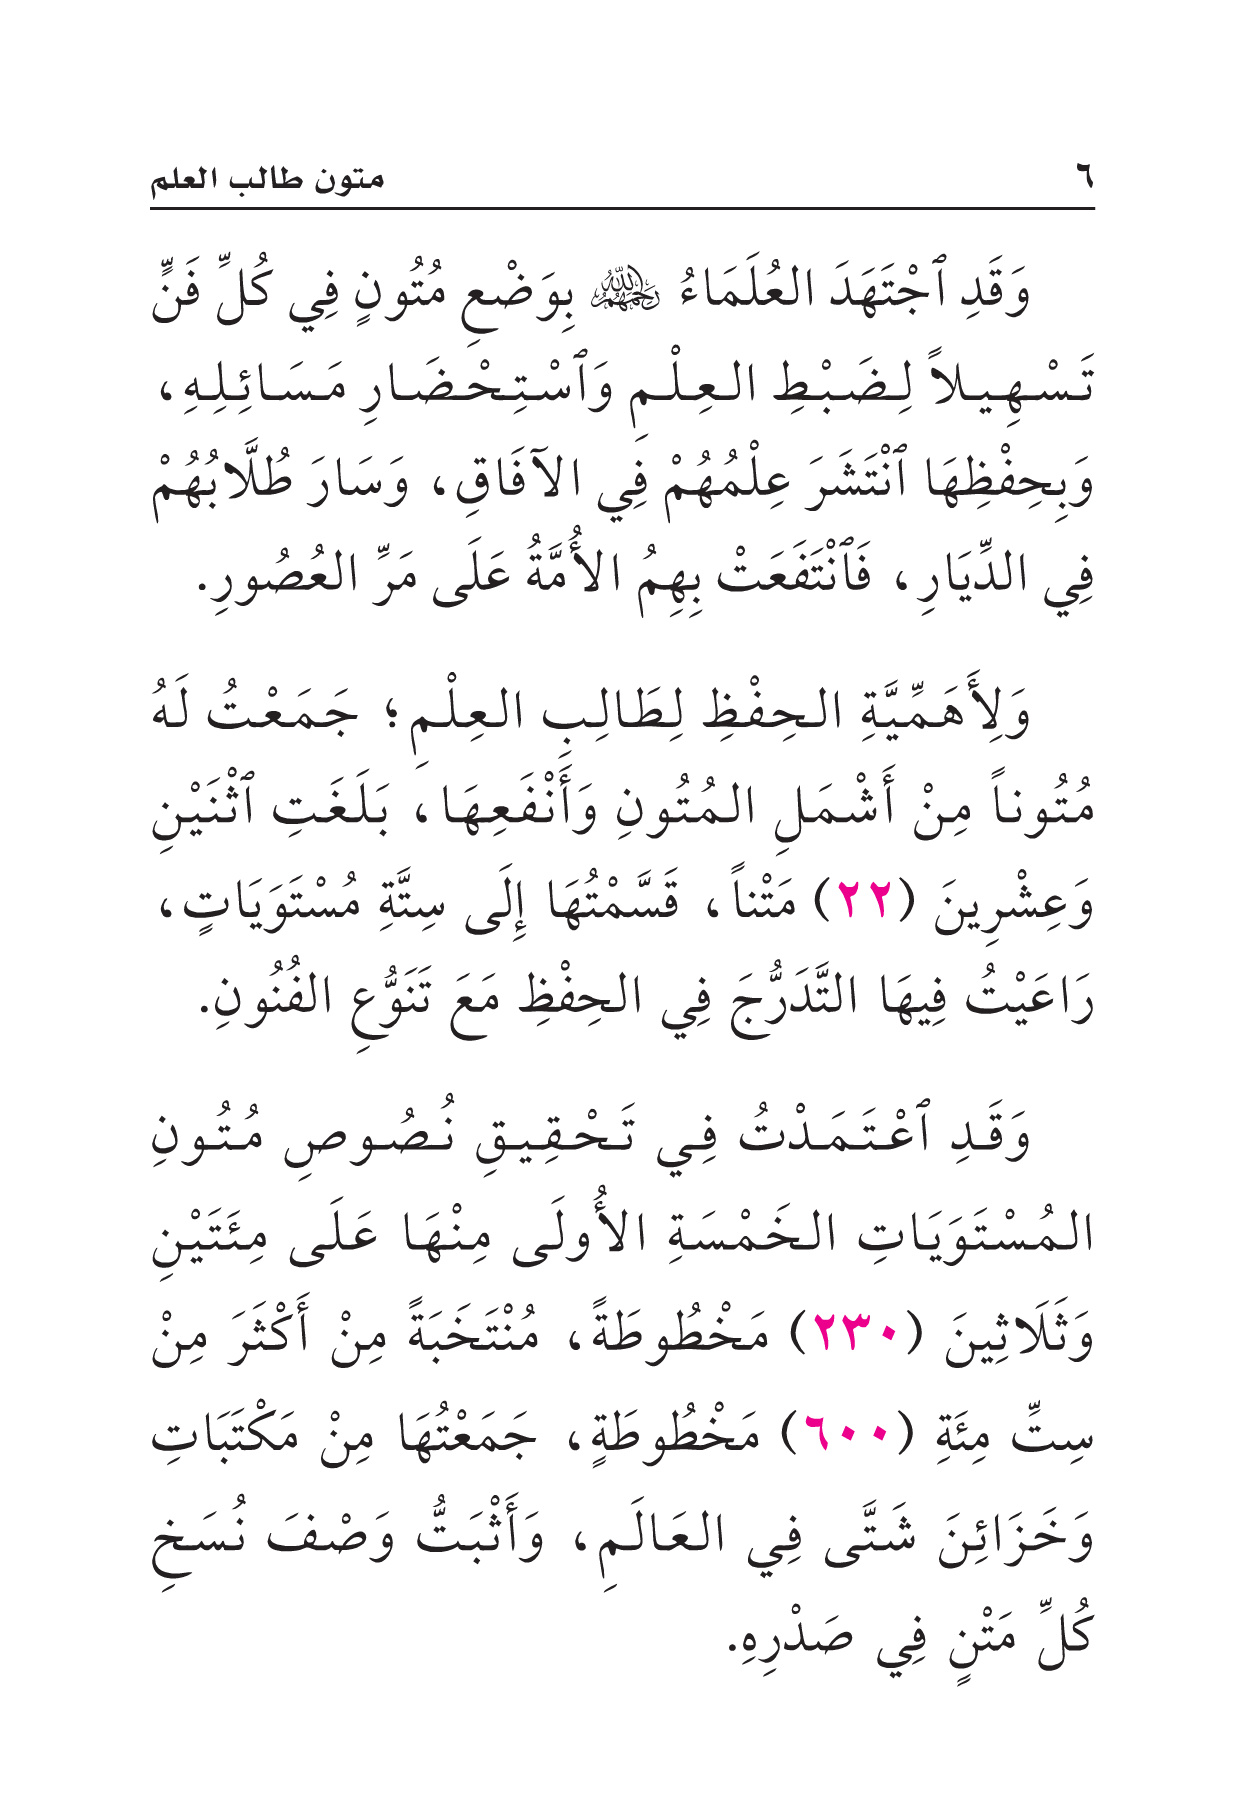 ٦ متون طالب العلم
وَقَدِ ٱجْتَهَدَ العُلَمَاءُ رَحِمَهُمُ اللهُ بِوَضْعِ مُتُونٍ فِي كُلِّ فَنٍّ
تَسْهِيلاً لِضَبْطِ العِلْمِ وَٱسْتِحْضَارِ مَسَائِلِهِ،
وَبِحِفْظِهَا ٱنْتَشَرَ عِلْمُهُمْ فِي الآفَاقِ، وَسَارَ طُلَّابُهُمْ
فِي الدِّيَارِ، فَٱنْتَفَعَتْ بِهِمُ الأُمَّةُ عَلَى مَرِّ العُصُورِ.
وَلِأَهَمِّيَّةِ الحِفْظِ لِطَالِبِ العِلْمِ؛ جَمَعْتُ لَهُ
مُتُوناً مِنْ أَشْمَلِ المُتُونِ وَأَنْفَعِهَا، بَلَغَتِ ٱثْنَيْنِ
وَعِشْرِينَ (٢٢) مَتْناً، قَسَّمْتُهَا إِلَى سِتَّةِ مُسْتَوَيَاتٍ،
رَاعَيْتُ فِيهَا التَّدَرُّجَ فِي الحِفْظِ مَعَ تَنَوُّعِ الفُنُونِ.
وَقَدِ ٱعْتَمَدْتُ فِي تَحْقِيقِ نُصُوصِ مُتُونِ
المُسْتَوَيَاتِ الخَمْسَةِ الأُولَى مِنْهَا عَلَى مِئَتَيْنِ
وَثَلَاثِينَ (٢٣٠) مَخْطُوطَةً، مُنْتَخَبَةً مِنْ أَكْثَرَ مِنْ
سِتِّ مِئَةِ (٦٠٠) مَخْطُوطَةٍ، جَمَعْتُهَا مِنْ مَكْتَبَاتِ
وَخَزَائِنَ شَتَّى فِي العَالَمِ، وَأَثْبَتُّ وَصْفَ نُسَخِ
كُلِّ مَتْنٍ فِي صَدْرِهِ.